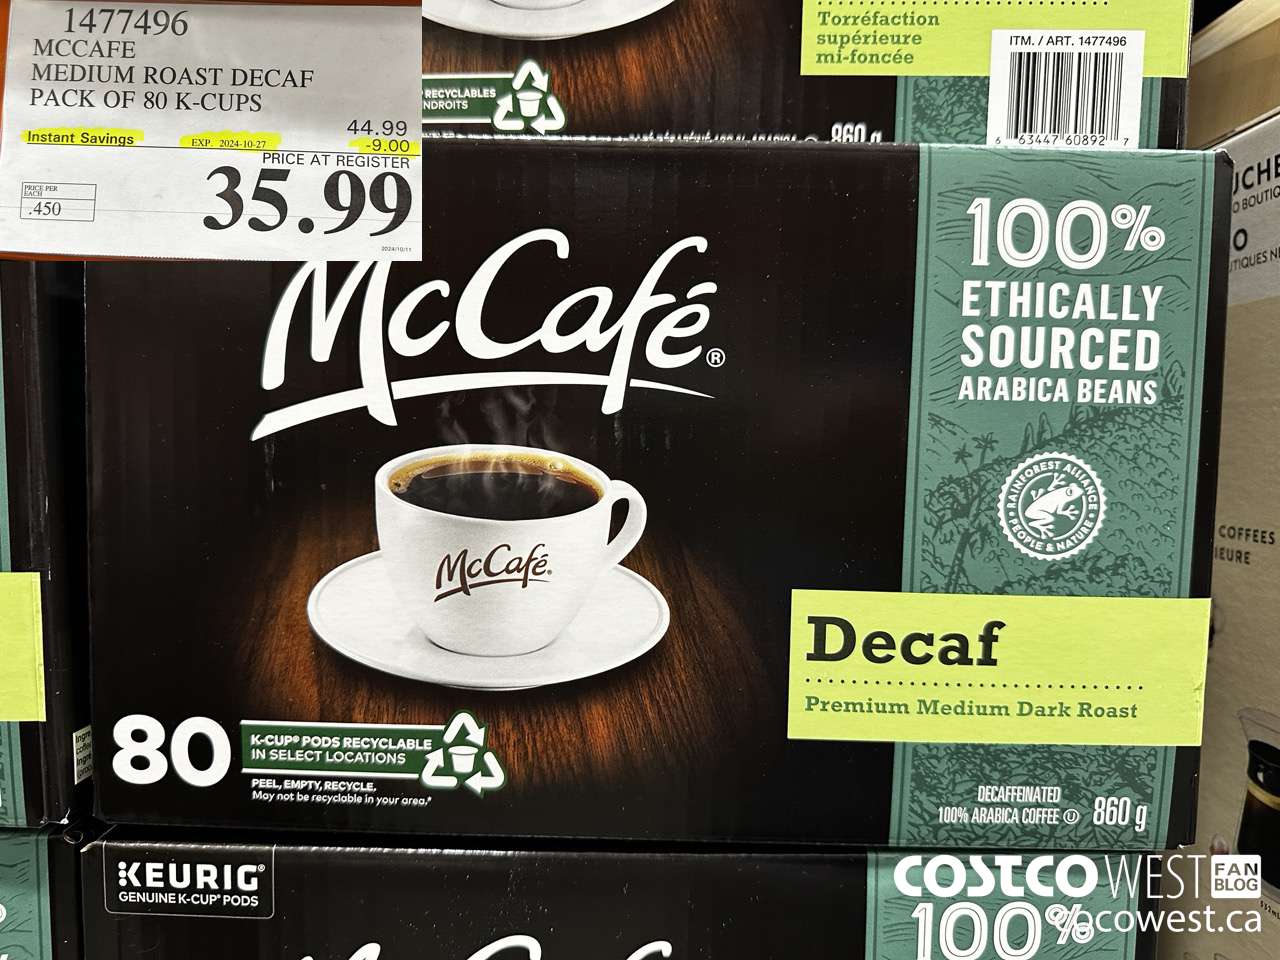 1477496
MCCAFE
MEDIUM ROAST DECAF
PACK OF 80 K-CUPS
44.99
Instant Savings EXP. 2024-10-27 -9.00
PRICE AT REGISTER
35.99
PRICE PER
EACH
.450
2024/10/11
Torréfaction
supérieure
mi-foncée
ITM. / ART. 1477496
6 63447 60892 7
RECYCLABLES
NDROITS
860 g
McCafé®
100%
ETHICALLY
SOURCED
ARABICA BEANS
RAINFOREST ALLIANCE
PEOPLE & NATURE
McCafé®
Decaf
Premium Medium Dark Roast
80
K-CUP® PODS RECYCLABLE
IN SELECT LOCATIONS
PEEL, EMPTY, RECYCLE.
May not be recyclable in your area.*
DECAFFEINATED
100% ARABICA COFFEE U 860 g
KEURIG®
GENUINE K-CUP® PODS
100%
COFFEES
IEURE
COSTCO WEST FAN BLOG
cocowest.ca